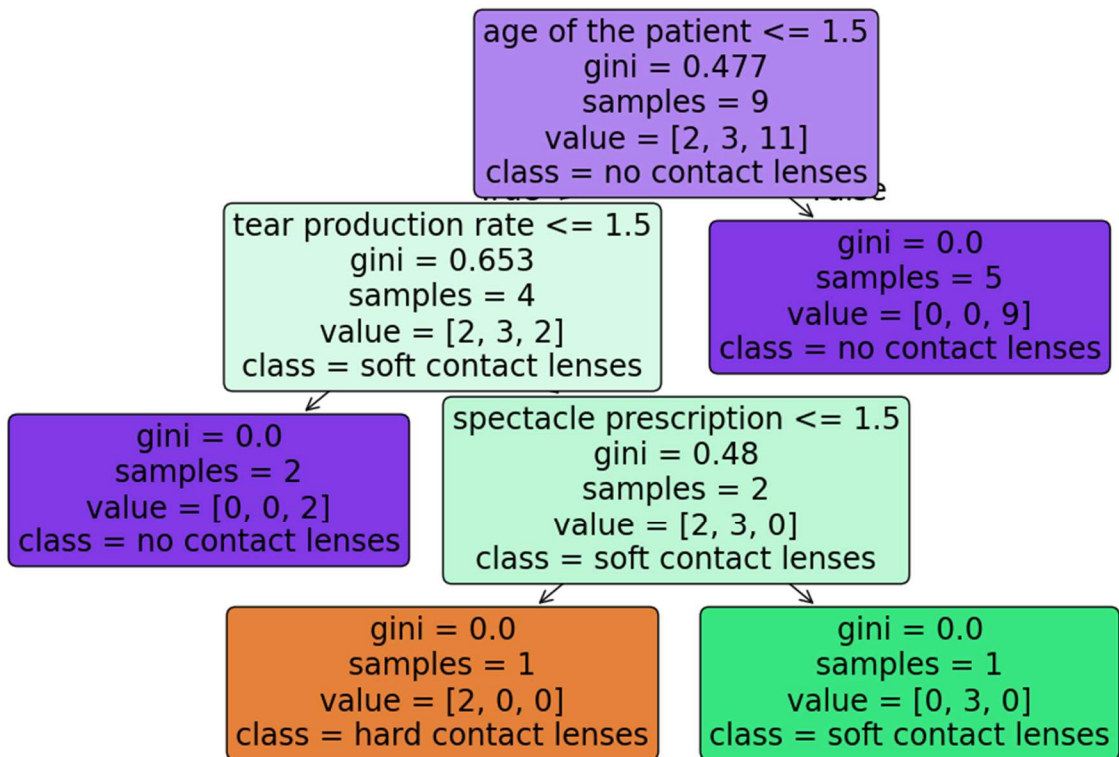 age of the patient <= 1.5
gini = 0.477
samples = 9
value = [2, 3, 11]
class = no contact lenses
tear production rate <= 1.5
gini = 0.653
samples = 4
value = [2, 3, 2]
class = soft contact lenses
gini = 0.0
samples = 5
value = [0, 0, 9]
class = no contact lenses
gini = 0.0
samples = 2
value = [0, 0, 2]
class = no contact lenses
spectacle prescription <= 1.5
gini = 0.48
samples = 2
value = [2, 3, 0]
class = soft contact lenses
gini = 0.0
samples = 1
value = [2, 0, 0]
class = hard contact lenses
gini = 0.0
samples = 1
value = [0, 3, 0]
class = soft contact lenses